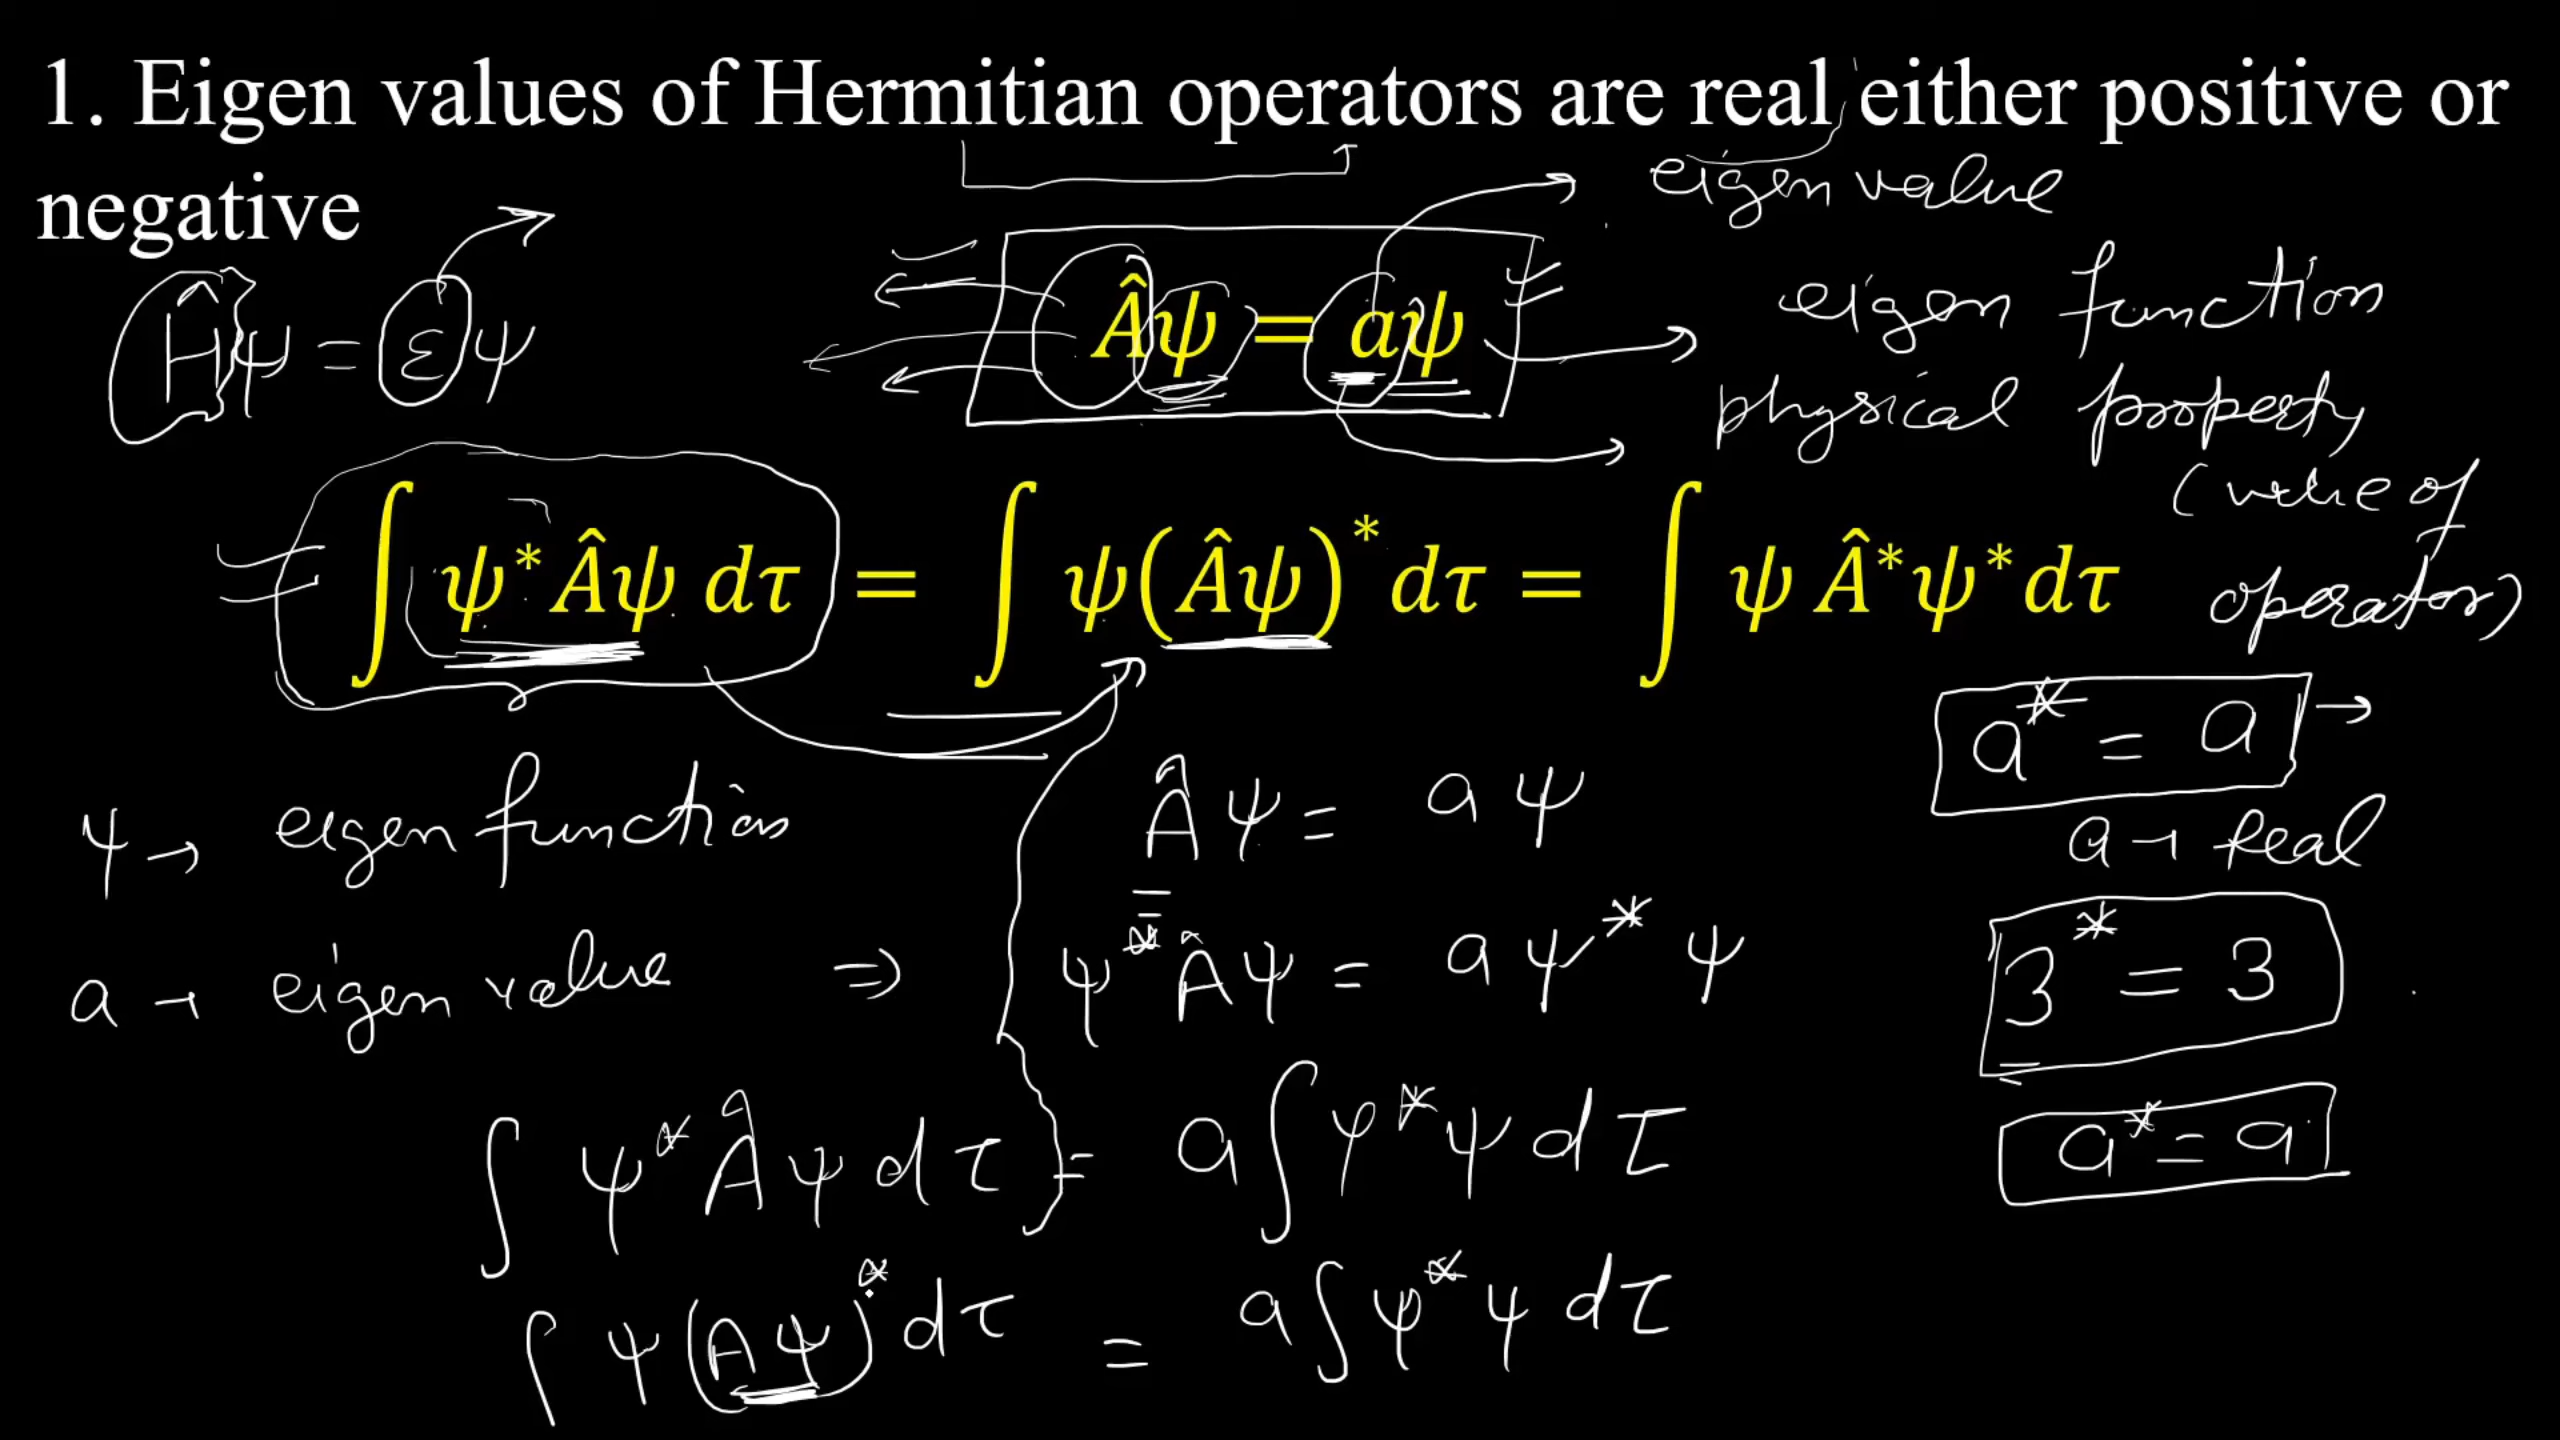 1. Eigen values of Hermitian operators are real either positive or
negative
eigen value
Ĥψ = εψ
Âψ = aψ
eigen function
physical property
(value of
operator)
∫ ψ*Âψ dτ = ∫ ψ(Âψ)* dτ = ∫ ψ Â*ψ* dτ
a* = a →
ψ → eigen function
Âψ = aψ
a → real
a → eigen value ⇒ ψ*Âψ = aψ*ψ
3* = 3
∫ ψ*Âψ dτ = a∫ψ*ψ dτ
a* = a
∫ ψ(Aψ)* dτ = a∫ψ*ψ dτ